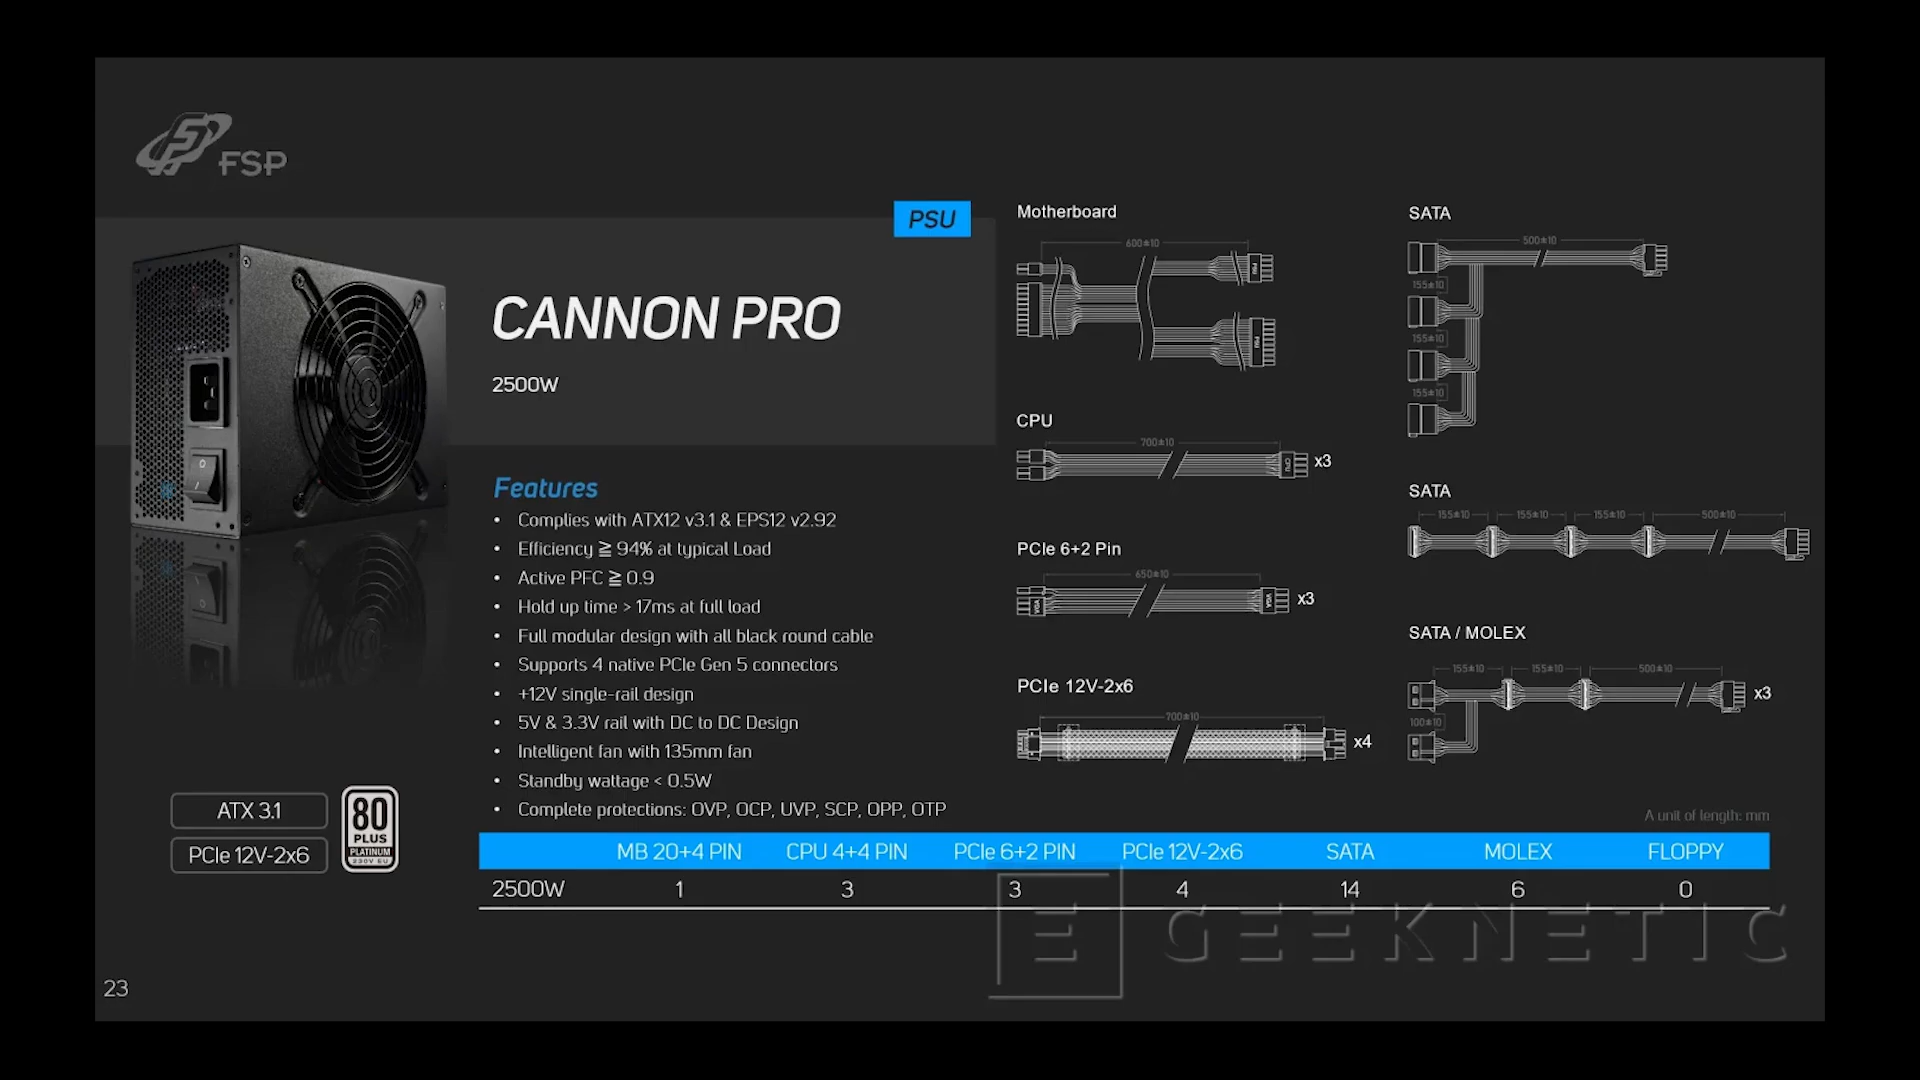 FSP
PSU
CANNON PRO
2500W
Features
• Complies with ATX12 v3.1 & EPS12 v2.92
• Efficiency ≧ 94% at typical Load
• Active PFC ≧ 0.9
• Hold up time > 17ms at full load
• Full modular design with all black round cable
• Supports 4 native PCIe Gen 5 connectors
• +12V single-rail design
• 5V & 3.3V rail with DC to DC Design
• Intelligent fan with 135mm fan
• Standby wattage < 0.5W
• Complete protections: OVP, OCP, UVP, SCP, OPP, OTP
ATX 3.1
PCIe 12V-2x6
80
PLUS
PLATINUM
230V EU
Motherboard
600±10
PSU
PSU
CPU
700±10
CPU
x3
PCIe 6+2 Pin
650±10
VGA
VGA
x3
PCIe 12V-2x6
700±10
x4
SATA
500±10
155±10
155±10
155±10
SATA
155±10 155±10 155±10 500±10
SATA / MOLEX
155±10 155±10 500±10
x3
100±10
A unit of length: mm
MB 20+4 PIN CPU 4+4 PIN PCIe 6+2 PIN PCIe 12V-2x6 SATA MOLEX FLOPPY
2500W 1 3 3 4 14 6 0
GEEKNETIC
23